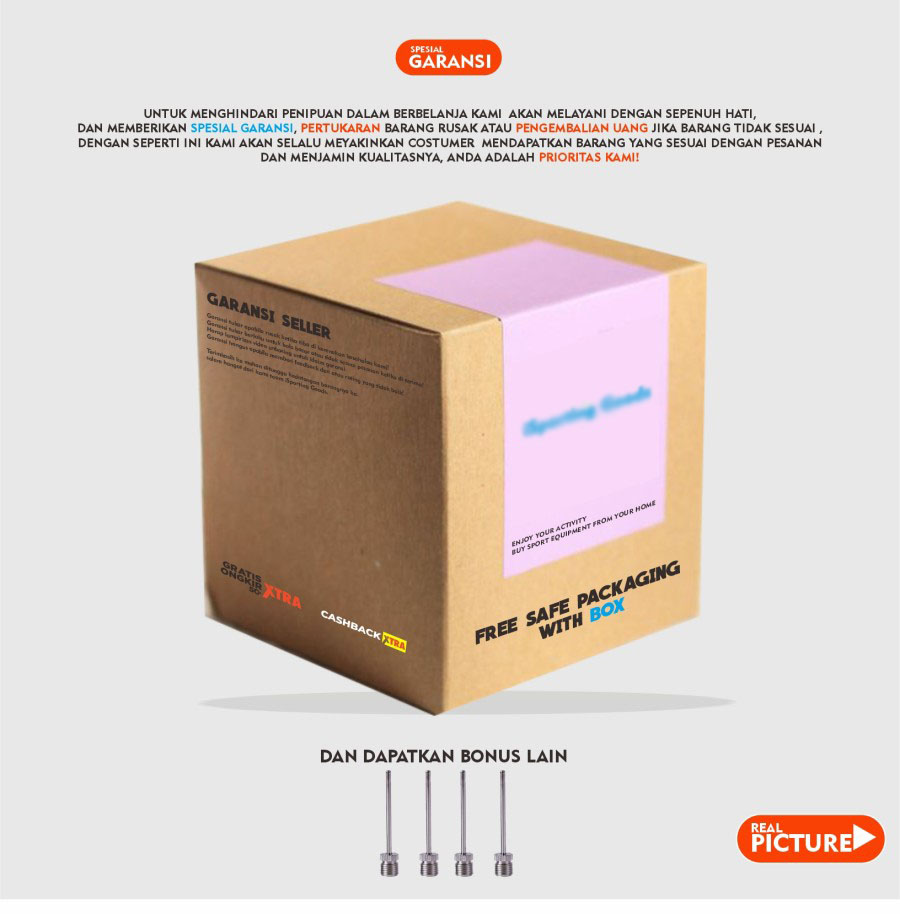 SPESIAL
GARANSI
UNTUK MENGHINDARI PENIPUAN DALAM BERBELANJA KAMI AKAN MELAYANI DENGAN SEPENUH HATI,
DAN MEMBERIKAN SPESIAL GARANSI, PERTUKARAN BARANG RUSAK ATAU PENGEMBALIAN UANG JIKA BARANG TIDAK SESUAI ,
DENGAN SEPERTI INI KAMI AKAN SELALU MEYAKINKAN COSTUMER MENDAPATKAN BARANG YANG SESUAI DENGAN PESANAN
DAN MENJAMIN KUALITASNYA, ANDA ADALAH PRIORITAS KAMI!
GARANSI SELLER
Sporting Goods
ENJOY YOUR ACTIVITY
BUY SPORT EQUIPMENT FROM YOUR HOME
GRATIS
ONGKIR
XTRA
CASHBACK XTRA
FREE SAFE PACKAGING
WITH BOX
DAN DAPATKAN BONUS LAIN
REAL
PICTURE